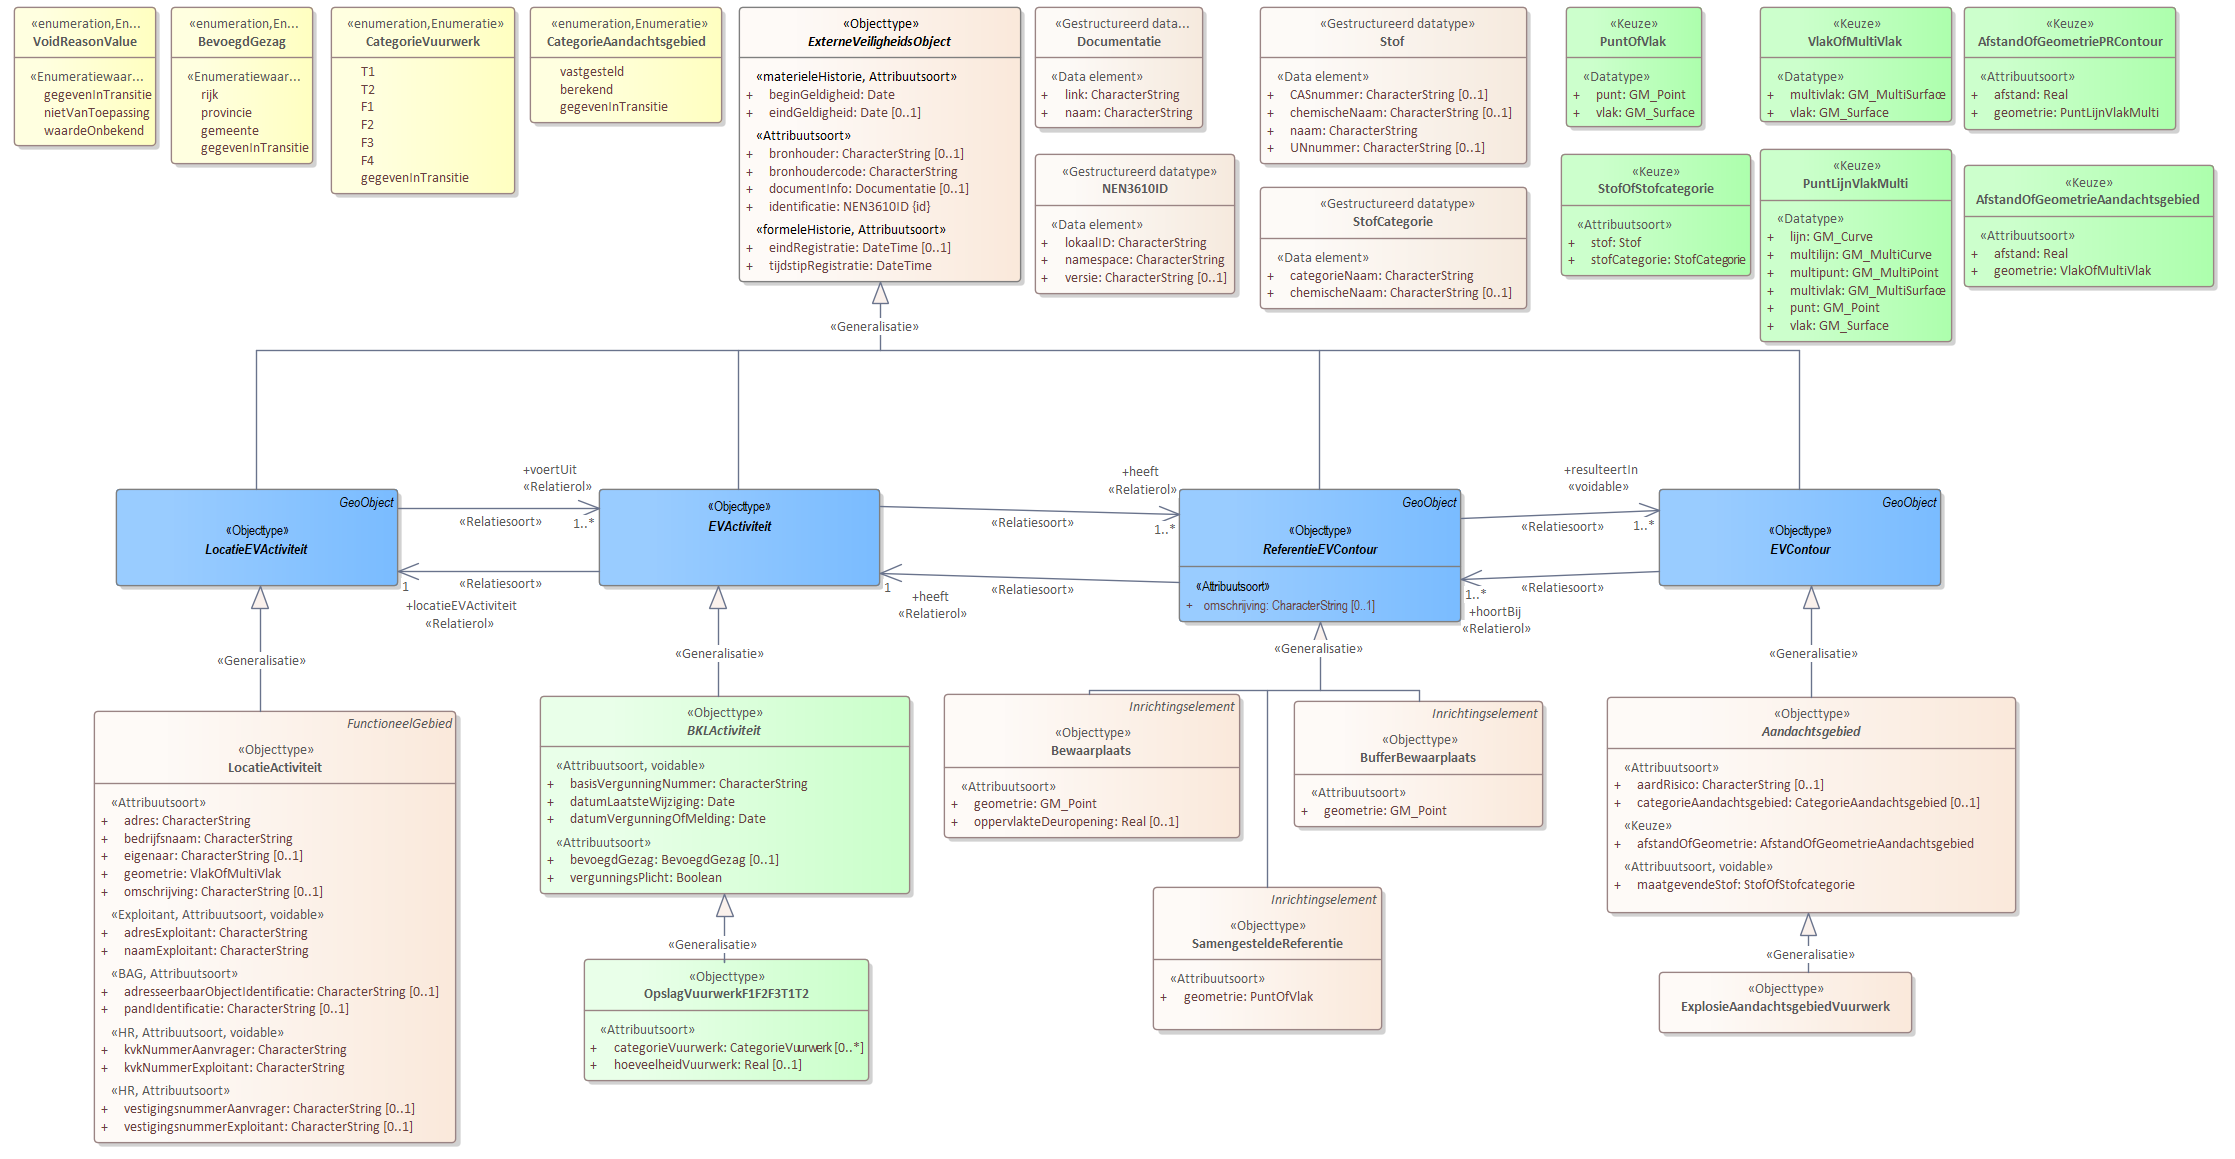 «enumeration,En...
VoidReasonValue
«Enumeratiewaar...
gegevenInTransitie
nietVanToepassing
waardeOnbekend
«enumeration,En...
BevoegdGezag
«Enumeratiewaar...
rijk
provincie
gemeente
gegevenInTransitie
«enumeration,Enumeratie»
CategorieVuurwerk
T1
T2
F1
F2
F3
F4
gegevenInTransitie
«enumeration,Enumeratie»
CategorieAandachtsgebied
vastgesteld
berekend
gegevenInTransitie
«Objecttype»
ExterneVeiligheidsObject
«materieleHistorie, Attribuutsoort»
+ beginGeldigheid: Date
+ eindGeldigheid: Date [0..1]
«Attribuutsoort»
+ bronhouder: CharacterString [0..1]
+ bronhoudercode: CharacterString
+ documentInfo: Documentatie [0..1]
+ identificatie: NEN3610ID {id}
«formeleHistorie, Attribuutsoort»
+ eindRegistratie: DateTime [0..1]
+ tijdstipRegistratie: DateTime
«Gestructureerd data...
Documentatie
«Data element»
+ link: CharacterString
+ naam: CharacterString
«Gestructureerd datatype»
NEN3610ID
«Data element»
+ lokaalID: CharacterString
+ namespace: CharacterString
+ versie: CharacterString [0..1]
«Gestructureerd datatype»
Stof
«Data element»
+ CASnummer: CharacterString [0..1]
+ chemischeNaam: CharacterString [0..1]
+ naam: CharacterString
+ UNnummer: CharacterString [0..1]
«Gestructureerd datatype»
StofCategorie
«Data element»
+ categorieNaam: CharacterString
+ chemischeNaam: CharacterString [0..1]
«Keuze»
PuntOfVlak
«Datatype»
+ punt: GM_Point
+ vlak: GM_Surface
«Keuze»
StofOfStofcategorie
«Attribuutsoort»
+ stof: Stof
+ stofCategorie: StofCategorie
«Keuze»
VlakOfMultiVlak
«Datatype»
+ multivlak: GM_MultiSurface
+ vlak: GM_Surface
«Keuze»
PuntLijnVlakMulti
«Datatype»
+ lijn: GM_Curve
+ multilijn: GM_MultiCurve
+ multipunt: GM_MultiPoint
+ multivlak: GM_MultiSurface
+ punt: GM_Point
+ vlak: GM_Surface
«Keuze»
AfstandOfGeometriePRContour
«Attribuutsoort»
+ afstand: Real
+ geometrie: PuntLijnVlakMulti
«Keuze»
AfstandOfGeometrieAandachtsgebied
«Attribuutsoort»
+ afstand: Real
+ geometrie: VlakOfMultiVlak
«Generalisatie»
GeoObject
«Objecttype»
LocatieEVActiviteit
+voertUit
«Relatierol»
«Relatiesoort»
1..*
«Relatiesoort»
1
+locatieEVActiviteit
«Relatierol»
«Objecttype»
EVActiviteit
+heeft
«Relatierol»
«Relatiesoort»
1..*
«Relatiesoort»
1
+heeft
«Relatierol»
GeoObject
«Objecttype»
ReferentieEVContour
«Attribuutsoort»
+ omschrijving: CharacterString [0..1]
+resulteertIn
«voidable»
«Relatiesoort»
1..*
«Relatiesoort»
1..*
+hoortBij
«Relatierol»
GeoObject
«Objecttype»
EVContour
«Generalisatie»
«Generalisatie»
«Generalisatie»
«Generalisatie»
FunctioneelGebied
«Objecttype»
LocatieActiviteit
«Attribuutsoort»
+ adres: CharacterString
+ bedrijfsnaam: CharacterString
+ eigenaar: CharacterString [0..1]
+ geometrie: VlakOfMultiVlak
+ omschrijving: CharacterString [0..1]
«Exploitant, Attribuutsoort, voidable»
+ adresExploitant: CharacterString
+ naamExploitant: CharacterString
«BAG, Attribuutsoort»
+ adresseerbaarObjectIdentificatie: CharacterString [0..1]
+ pandIdentificatie: CharacterString [0..1]
«HR, Attribuutsoort, voidable»
+ kvkNummerAanvrager: CharacterString
+ kvkNummerExploitant: CharacterString
«HR, Attribuutsoort»
+ vestigingsnummerAanvrager: CharacterString [0..1]
+ vestigingsnummerExploitant: CharacterString [0..1]
«Objecttype»
BKLActiviteit
«Attribuutsoort, voidable»
+ basisVergunningNummer: CharacterString
+ datumLaatsteWijziging: Date
+ datumVergunningOfMelding: Date
«Attribuutsoort»
+ bevoegdGezag: BevoegdGezag [0..1]
+ vergunningsPlicht: Boolean
«Generalisatie»
«Objecttype»
OpslagVuurwerkF1F2F3T1T2
«Attribuutsoort»
+ categorieVuurwerk: CategorieVuurwerk [0..*]
+ hoeveelheidVuurwerk: Real [0..1]
Inrichtingselement
«Objecttype»
Bewaarplaats
«Attribuutsoort»
+ geometrie: GM_Point
+ oppervlakteDeuropening: Real [0..1]
Inrichtingselement
«Objecttype»
BufferBewaarplaats
«Attribuutsoort»
+ geometrie: GM_Point
Inrichtingselement
«Objecttype»
SamengesteldeReferentie
«Attribuutsoort»
+ geometrie: PuntOfVlak
«Objecttype»
Aandachtsgebied
«Attribuutsoort»
+ aardRisico: CharacterString [0..1]
+ categorieAandachtsgebied: CategorieAandachtsgebied [0..1]
«Keuze»
+ afstandOfGeometrie: AfstandOfGeometrieAandachtsgebied
«Attribuutsoort, voidable»
+ maatgevendeStof: StofOfStofcategorie
«Generalisatie»
«Objecttype»
ExplosieAandachtsgebiedVuurwerk